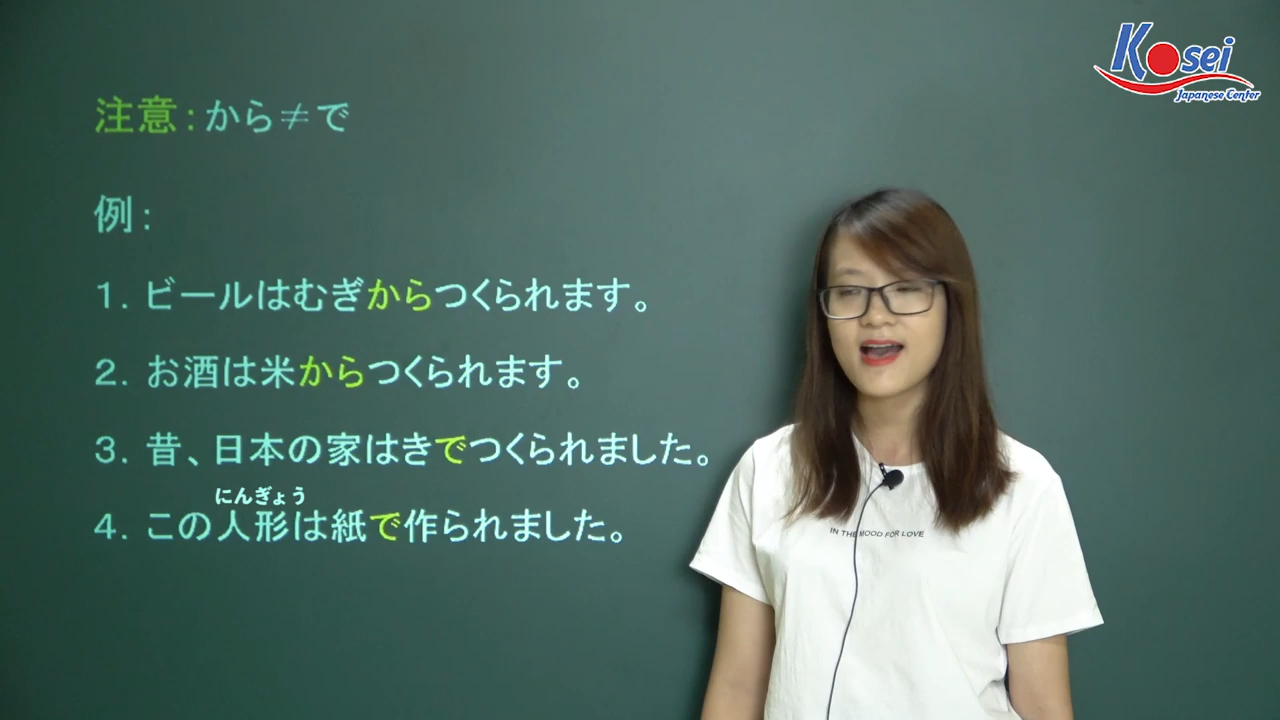 Kosei
Japanese Center
注意:から≠で
例:
1. ビールはむぎからつくられます。
2. お酒は米からつくられます。
3. 昔、日本の家はきでつくられました。
にんぎょう
4. この人形は紙で作られました。
IN THE MOOD FOR LOVE